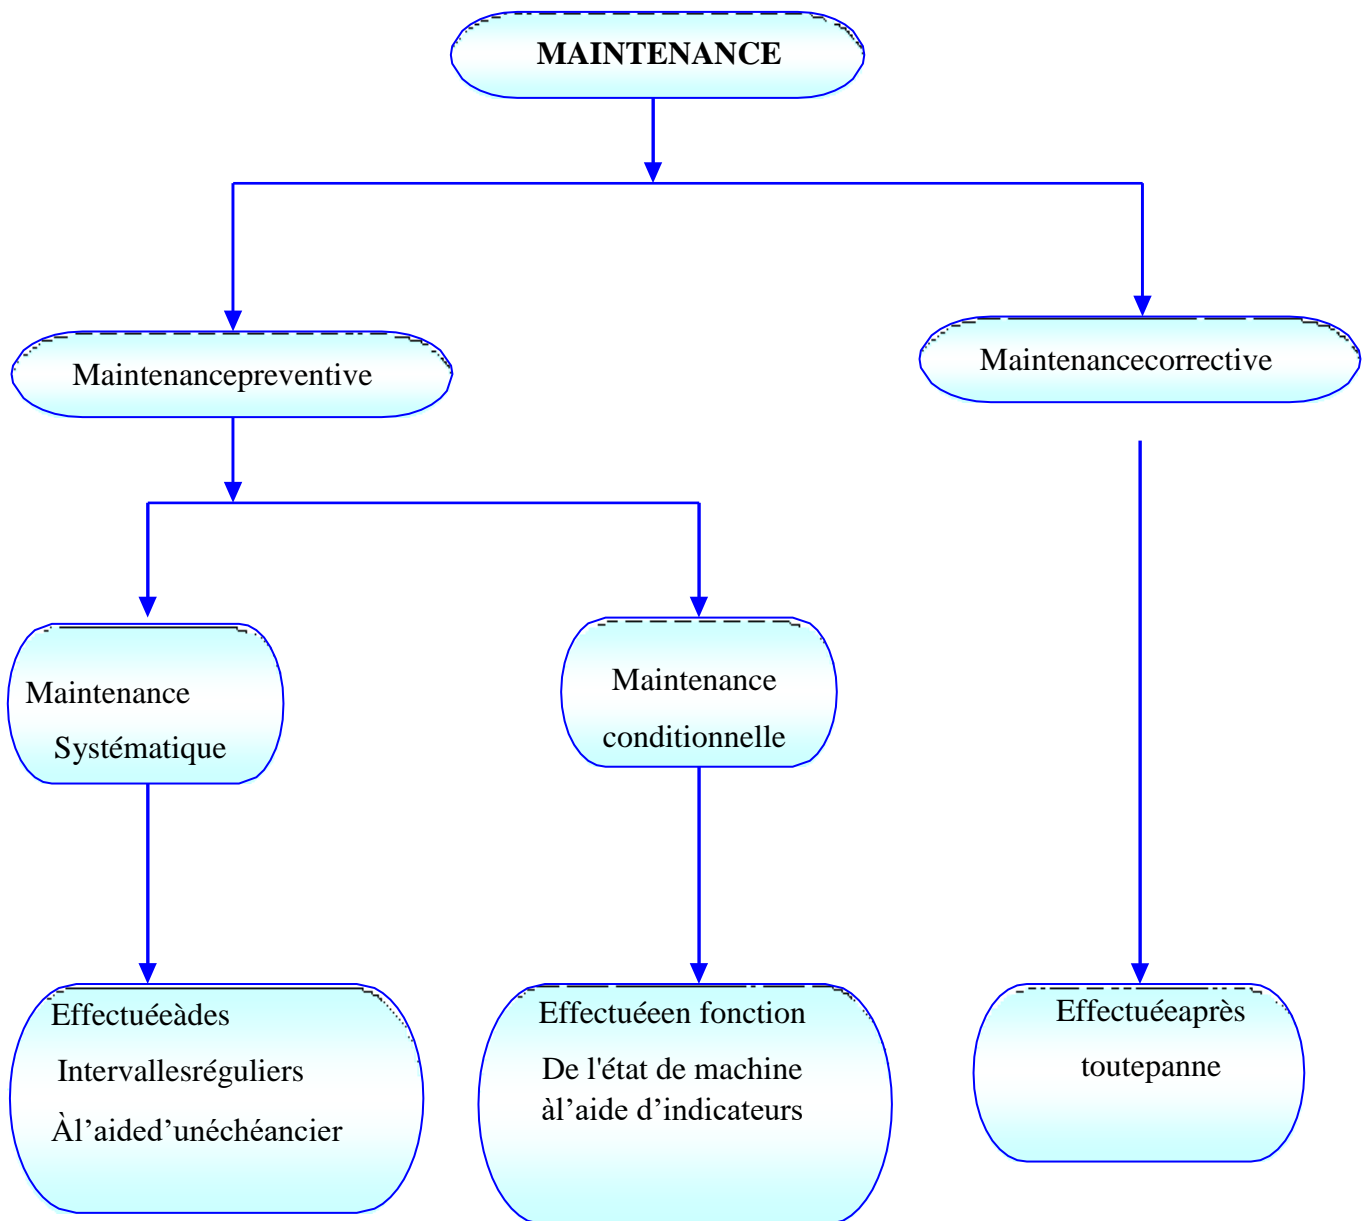 MAINTENANCE
Maintenancepreventive
Maintenancecorrective
Maintenance
Systématique
Maintenance
conditionnelle
Effectuéeàdes
Intervallesréguliers
Àl’aided’unéchéancier
Effectuéeen fonction
De l'état de machine
àl’aide d’indicateurs
Effectuéeaprès
toutepanne